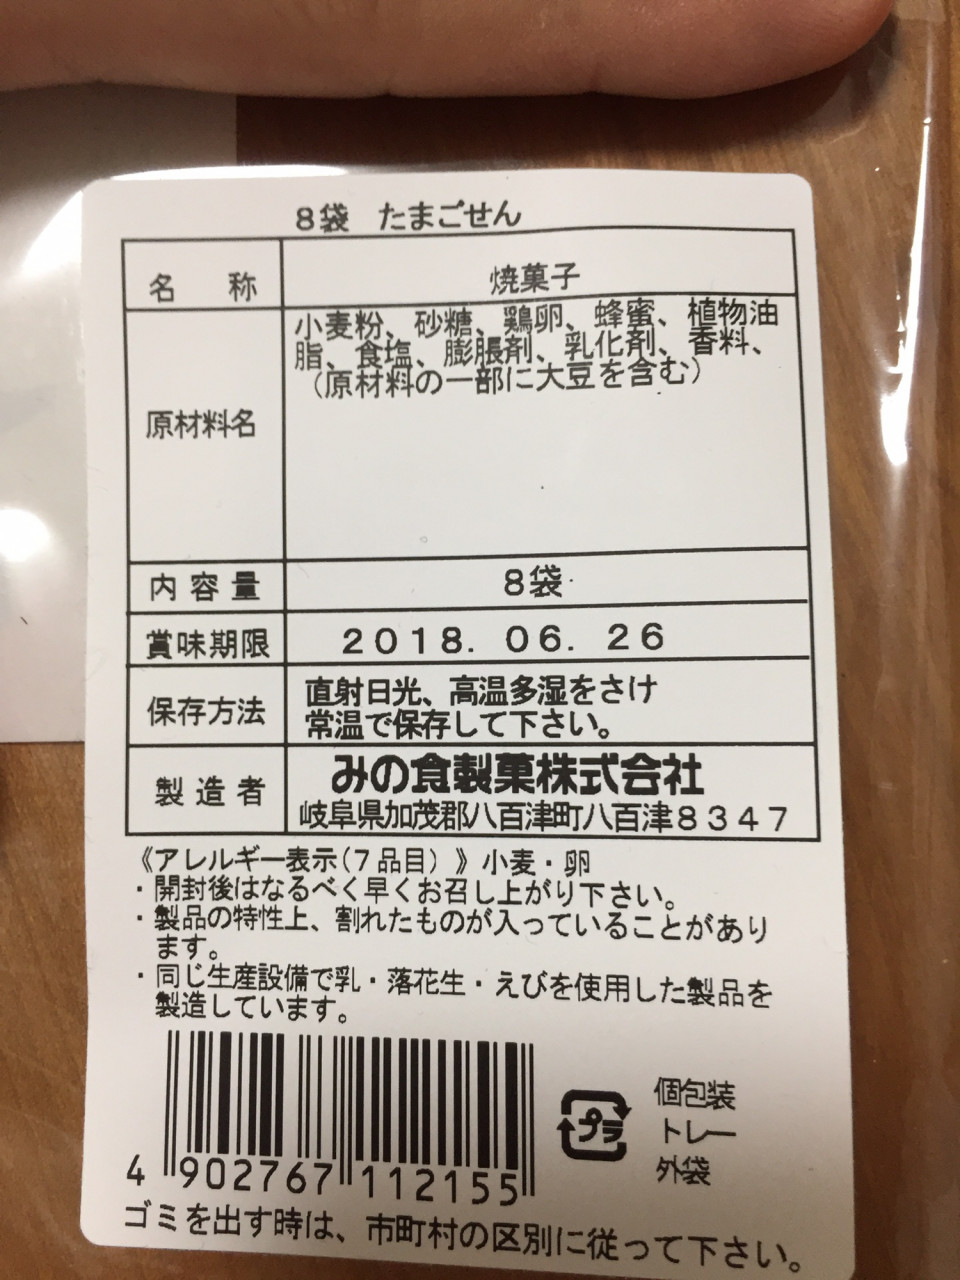 8袋 たまごせん
名 称
焼菓子
原材料名
小麦粉、砂糖、鶏卵、蜂蜜、植物油
脂、食塩、膨脹剤、乳化剤、香料、
(原材料の一部に大豆を含む)
内容量
8袋
賞味期限
2018. 06. 26
保存方法
直射日光、高温多湿をさけ
常温で保存して下さい。
製造者
みの食製菓株式会社
岐阜県加茂郡八百津町八百津8347
《アレルギー表示(7品目)》小麦・卵
・開封後はなるべく早くお召し上がり下さい。
・製品の特性上、割れたものが入っていることがあり
ます。
・同じ生産設備で乳・落花生・えびを使用した製品を
製造しています。
4 902767 112155
プラ
個包装
トレー
外袋
ゴミを出す時は、市町村の区別に従って下さい。